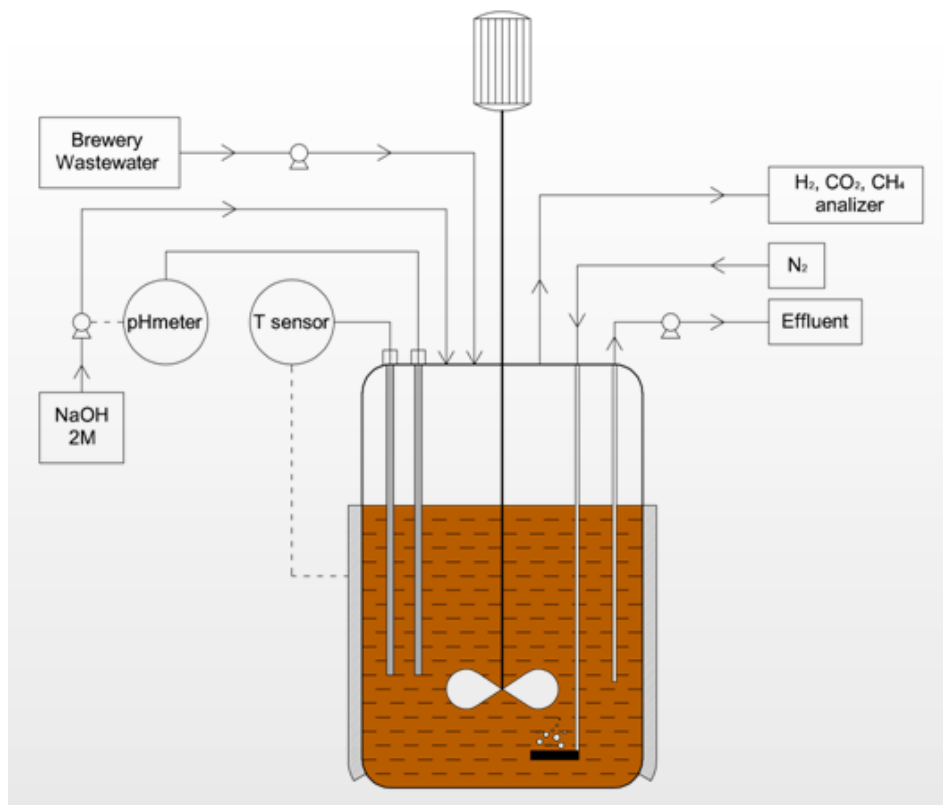 Brewery
Wastewater
H₂, CO₂, CH₄
analizer
N₂
pHmeter
T sensor
Effluent
NaOH
2M